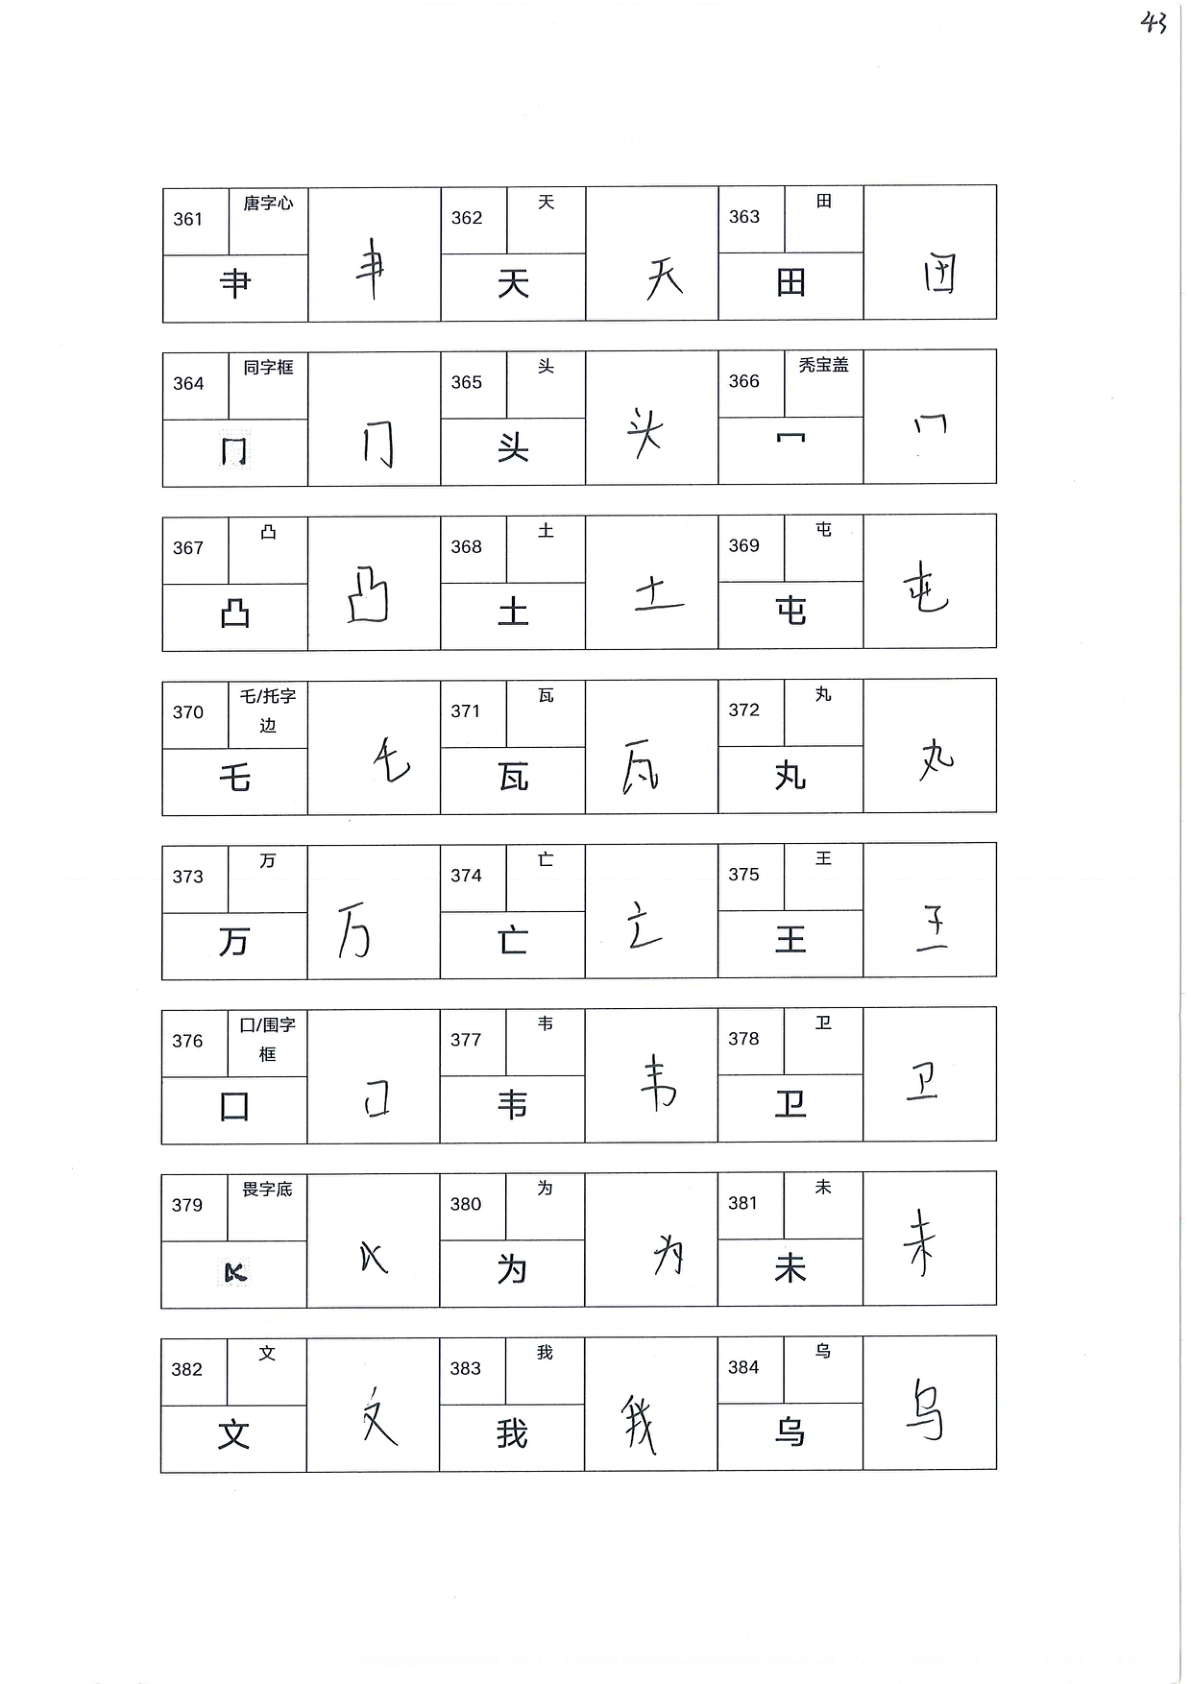 43
361 唐字心 362 天 363 田
肀 肀 天 天 田 田
364 同字框 365 头 366 秃宝盖
冂 冂 头 头 冖 冖
367 凸 368 土 369 屯
凸 凸 土 土 屯 屯
370 乇/托字边 371 瓦 372 丸
乇 乇 瓦 瓦 丸 丸
373 万 374 亡 375 王
万 万 亡 亡 王 王
376 囗/围字框 377 韦 378 卫
囗 囗 韦 韦 卫 卫
379 畏字底 380 为 381 未
为 为 未 未
382 文 383 我 384 乌
文 文 我 我 乌 乌